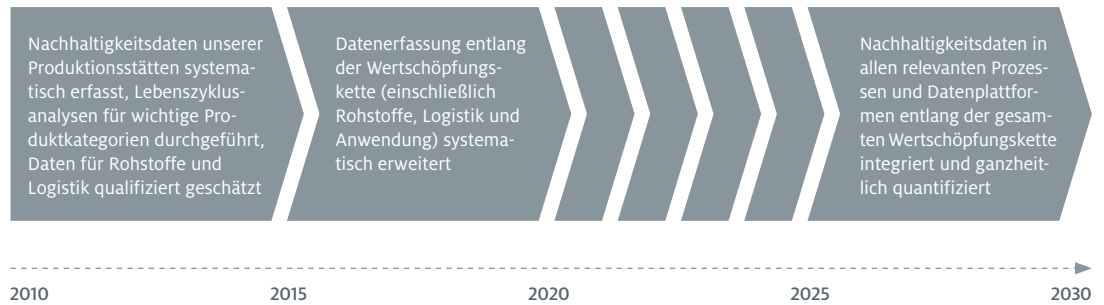 Nachhaltigkeitsdaten unserer
Produktionsstätten systema-
tisch erfasst, Lebenszyklus-
analysen für wichtige Pro-
duktkategorien durchgeführt,
Daten für Rohstoffe und
Logistik qualifiziert geschätzt
Datenerfassung entlang
der Wertschöpfungs-
kette (einschließlich
Rohstoffe, Logistik und
Anwendung) systema-
tisch erweitert
Nachhaltigkeitsdaten in
allen relevanten Prozes-
sen und Datenplattfor-
men entlang der gesam-
ten Wertschöpfungskette
integriert und ganzheit-
lich quantifiziert
2010 2015 2020 2025 2030